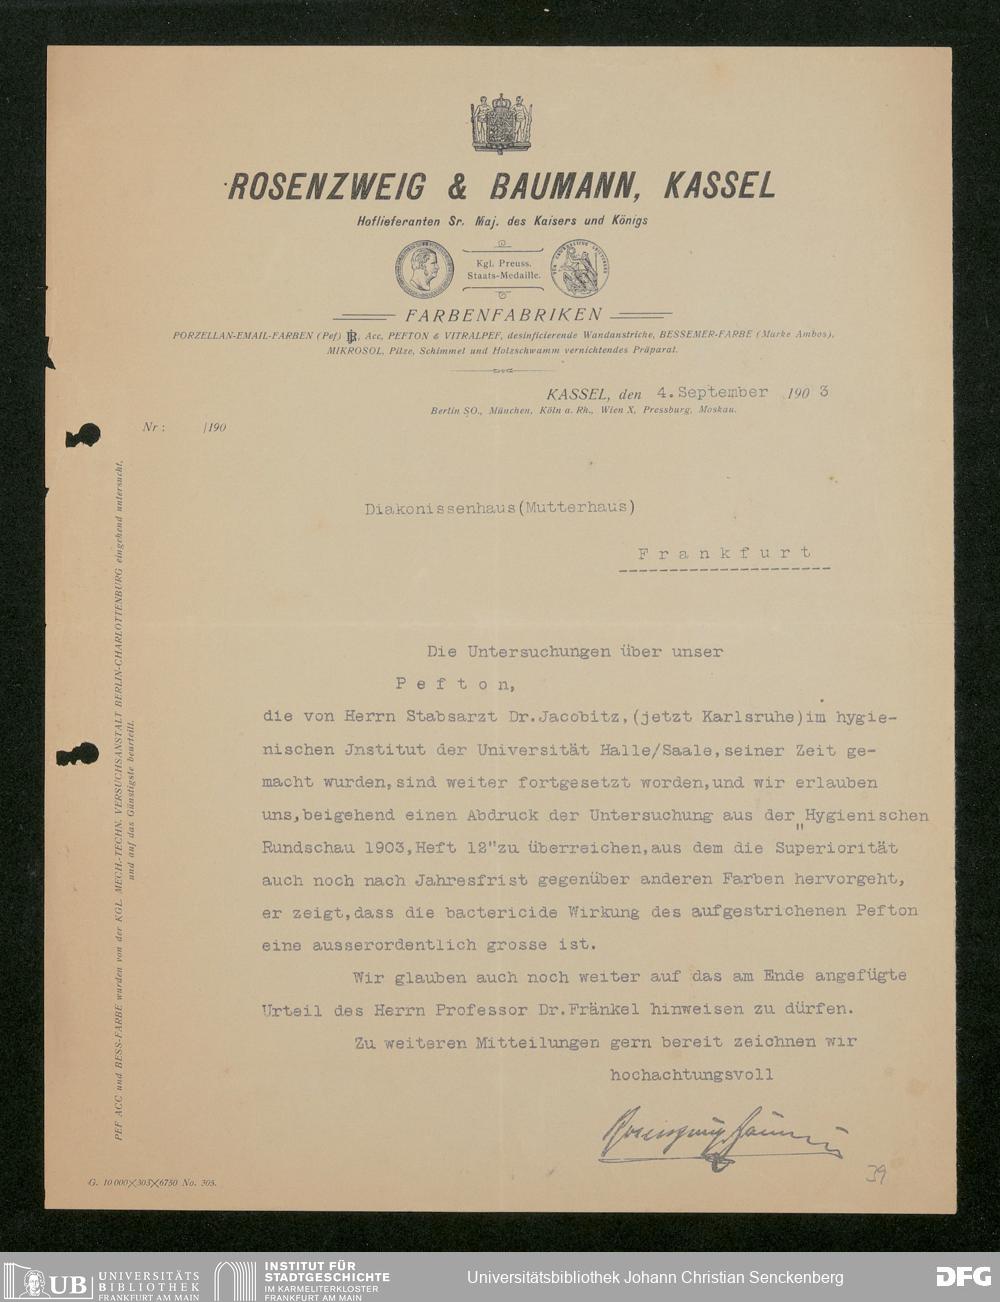 ROSENZWEIG & BAUMANN, KASSEL
Hoflieferanten Sr. Maj. des Kaisers und Königs
Kgl. Preuss.
Staats-Medaille.
FARBENFABRIKEN
PORZELLAN-EMAIL-FARBEN (Pef) , Acc, PEFTON & VITRALPEF, desinficierende Wandanstriche, BESSEMER-FARBE (Marke Ambos),
MIKROSOL, Pilze, Schimmel und Holzschwamm vernichtendes Präparat.
KASSEL, den 4. September 1903
Berlin SO., München, Köln a. Rh., Wien X, Pressburg, Moskau.
Nr: /190
Diakonissenhaus(Mutterhaus)
Frankfurt
Die Untersuchungen über unser
Pefton,
die von Herrn Stabsarzt Dr.Jacobitz,(jetzt Karlsruhe)im hygie-
nischen Jnstitut der Universität Halle/Saale,seiner Zeit ge-
macht wurden,sind weiter fortgesetzt worden,und wir erlauben
uns,beigehend einen Abdruck der Untersuchung aus der "Hygienischen
Rundschau 1903,Heft 12"zu überreichen,aus dem die Superiorität
auch noch nach Jahresfrist gegenüber anderen Farben hervorgeht,
er zeigt,dass die bactericide Wirkung des aufgestrichenen Pefton
eine ausserordentlich grosse ist.
Wir glauben auch noch weiter auf das am Ende angefügte
Urteil des Herrn Professor Dr.Fränkel hinweisen zu dürfen.
Zu weiteren Mitteilungen gern bereit zeichnen wir
hochachtungsvoll
Rosenzweig Baumann
39
PEF ACC und BESS-FARBE wurden von der KGL. MECH.-TECHN. VERSUCHSANSTALT BERLIN-CHARLOTTENBURG eingehend untersucht,
und auf das Günstigste beurteilt.
G. 10000×303×6750 No. 303.
UB UNIVERSITÄTS
BIBLIOTHEK
FRANKFURT AM MAIN
INSTITUT FÜR
STADTGESCHICHTE
IM KARMELITERKLOSTER
FRANKFURT AM MAIN
Universitätsbibliothek Johann Christian Senckenberg
DFG